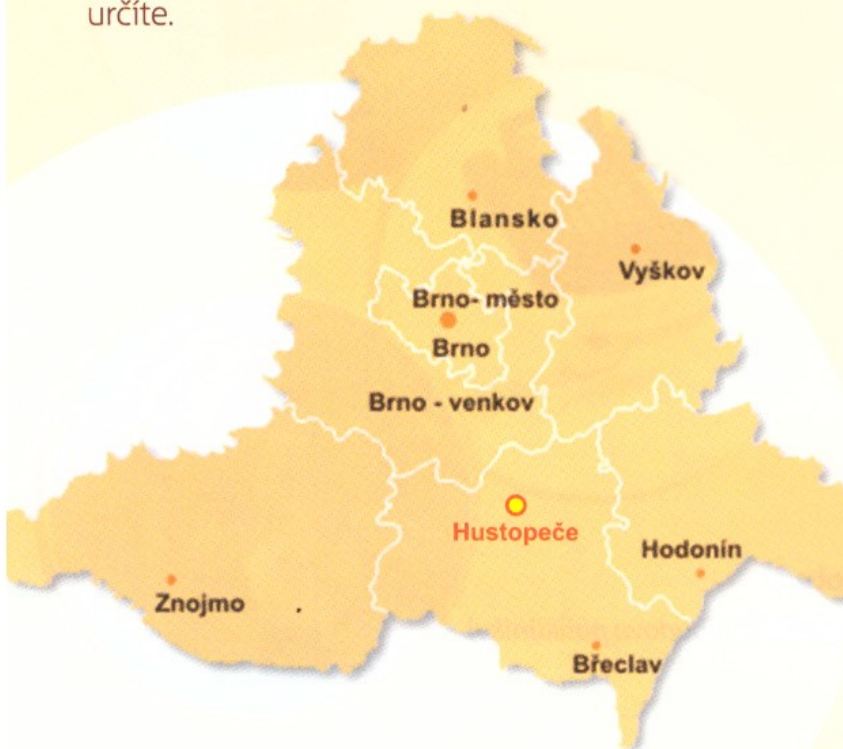 určíte.
Blansko
Vyškov
Brno- město
Brno
Brno - venkov
Hustopeče
Hodonín
Znojmo
Břeclav